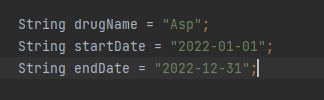 String drugName = "Asp";
String startDate = "2022-01-01";
String endDate = "2022-12-31";